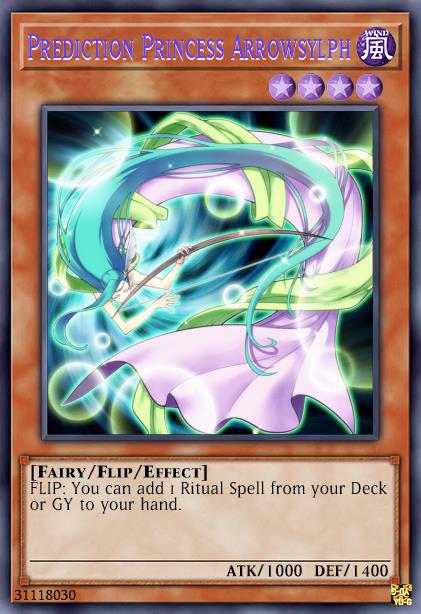 PREDICTION PRINCESS ARROWSYLPH
WIND
風
[FAIRY/FLIP/EFFECT]
FLIP: You can add 1 Ritual Spell from your Deck
or GY to your hand.
ATK/1000 DEF/1400
31118030